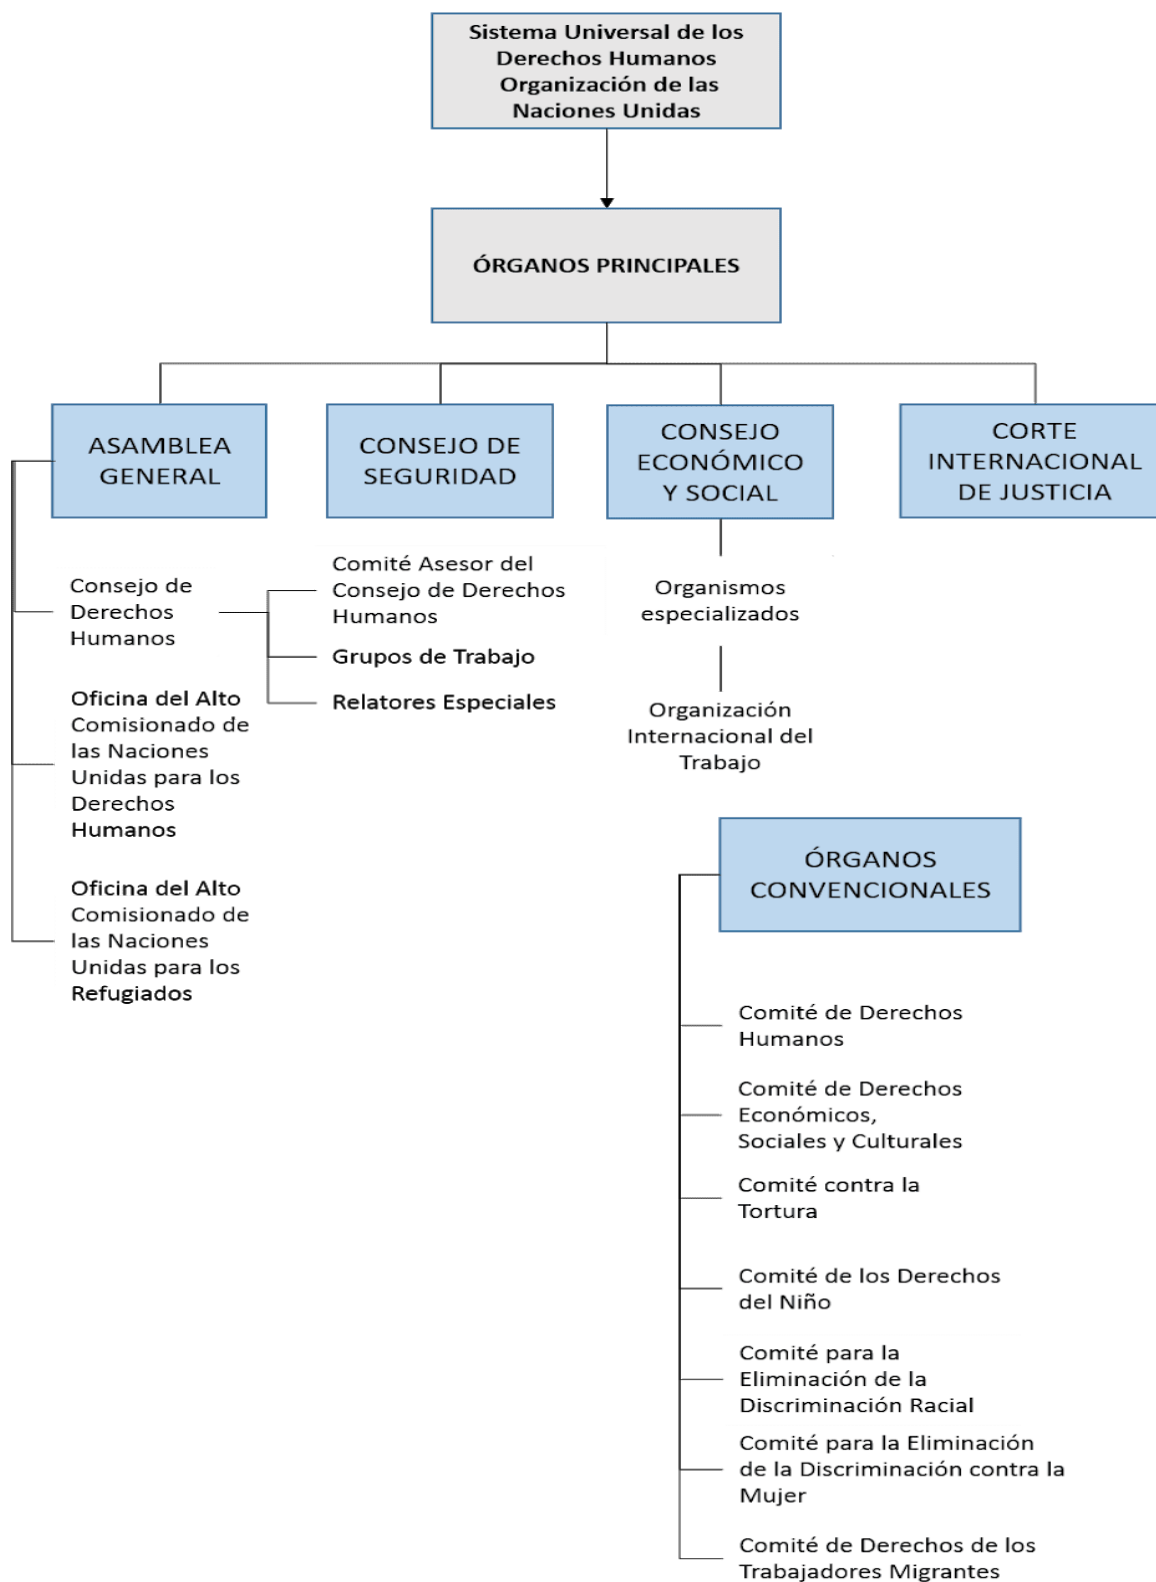 Sistema Universal de los
Derechos Humanos
Organización de las
Naciones Unidas
ÓRGANOS PRINCIPALES
ASAMBLEA
GENERAL
CONSEJO DE
SEGURIDAD
CONSEJO
ECONÓMICO
Y SOCIAL
CORTE
INTERNACIONAL
DE JUSTICIA
Consejo de
Derechos
Humanos
Comité Asesor del
Consejo de Derechos
Humanos
Grupos de Trabajo
Relatores Especiales
Organismos
especializados
Organización
Internacional del
Trabajo
Oficina del Alto
Comisionado de
las Naciones
Unidas para los
Derechos
Humanos
Oficina del Alto
Comisionado de
las Naciones
Unidas para los
Refugiados
ÓRGANOS
CONVENCIONALES
Comité de Derechos
Humanos
Comité de Derechos
Económicos,
Sociales y Culturales
Comité contra la
Tortura
Comité de los Derechos
del Niño
Comité para la
Eliminación de la
Discriminación Racial
Comité para la Eliminación
de la Discriminación contra la
Mujer
Comité de Derechos de los
Trabajadores Migrantes